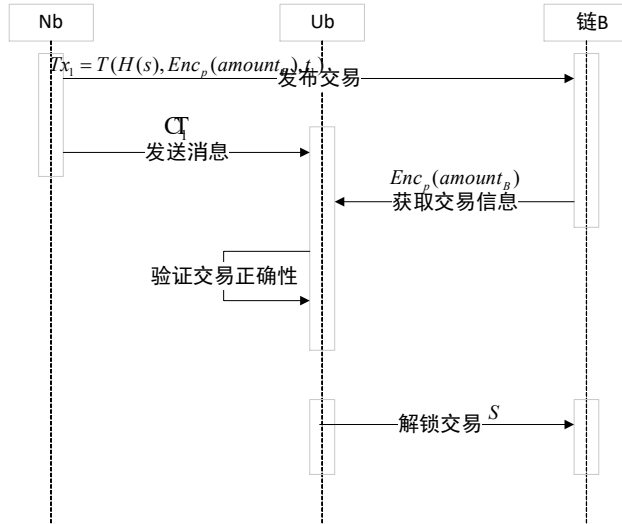 Nb
Ub
链B
Tx₁ = T(H(s), Enc_p(amount_B), t₁)
发布交易
CT₁
发送消息
Enc_p(amount_B)
获取交易信息
验证交易正确性
解锁交易 S